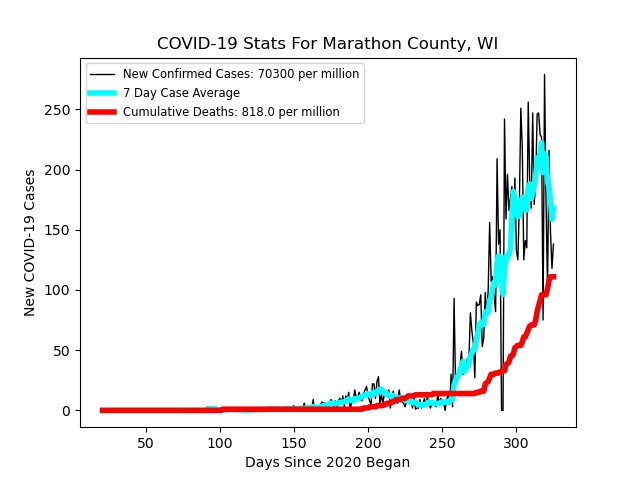 COVID-19 Stats For Marathon County, WI
New Confirmed Cases: 70300 per million
7 Day Case Average
Cumulative Deaths: 818.0 per million
New COVID-19 Cases
250
200
150
100
50
0
50
100
150
200
250
300
Days Since 2020 Began